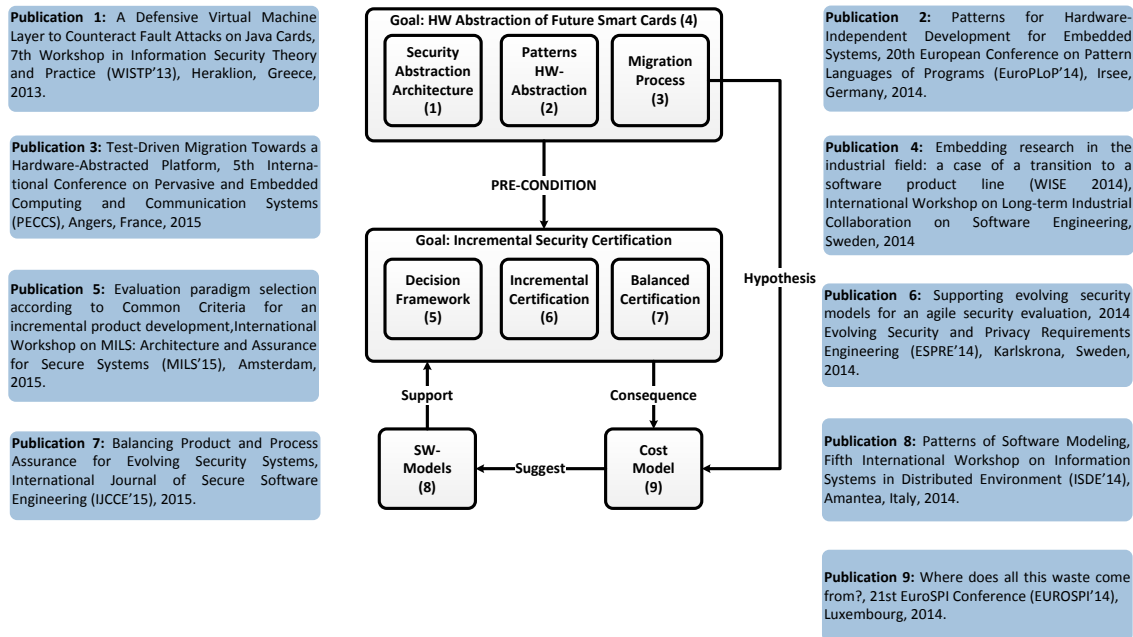 Publication 1: A Defensive Virtual Machine
Layer to Counteract Fault Attacks on Java Cards,
7th Workshop in Information Security Theory
and Practice (WISTP'13), Heraklion, Greece,
2013.
Publication 3: Test-Driven Migration Towards a
Hardware-Abstracted Platform, 5th Interna-
tional Conference on Pervasive and Embedded
Computing and Communication Systems
(PECCS), Angers, France, 2015
Publication 5: Evaluation paradigm selection
according to Common Criteria for an
incremental product development,International
Workshop on MILS: Architecture and Assurance
for Secure Systems (MILS'15), Amsterdam,
2015.
Publication 7: Balancing Product and Process
Assurance for Evolving Security Systems,
International Journal of Secure Software
Engineering (IJCCE'15), 2015.
Goal: HW Abstraction of Future Smart Cards (4)
Security
Abstraction
Architecture
(1)
Patterns
HW-
Abstraction
(2)
Migration
Process
(3)
PRE-CONDITION
Goal: Incremental Security Certification
Decision
Framework
(5)
Incremental
Certification
(6)
Balanced
Certification
(7)
Hypothesis
Support
Consequence
SW-
Models
(8)
Suggest
Cost
Model
(9)
Publication 2: Patterns for Hardware-
Independent Development for Embedded
Systems, 20th European Conference on Pattern
Languages of Programs (EuroPLoP'14), Irsee,
Germany, 2014.
Publication 4: Embedding research in the
industrial field: a case of a transition to a
software product line (WISE 2014),
International Workshop on Long-term Industrial
Collaboration on Software Engineering,
Sweden, 2014
Publication 6: Supporting evolving security
models for an agile security evaluation, 2014
Evolving Security and Privacy Requirements
Engineering (ESPRE'14), Karlskrona, Sweden,
2014.
Publication 8: Patterns of Software Modeling,
Fifth International Workshop on Information
Systems in Distributed Environment (ISDE'14),
Amantea, Italy, 2014.
Publication 9: Where does all this waste come
from?, 21st EuroSPI Conference (EUROSPI'14),
Luxembourg, 2014.